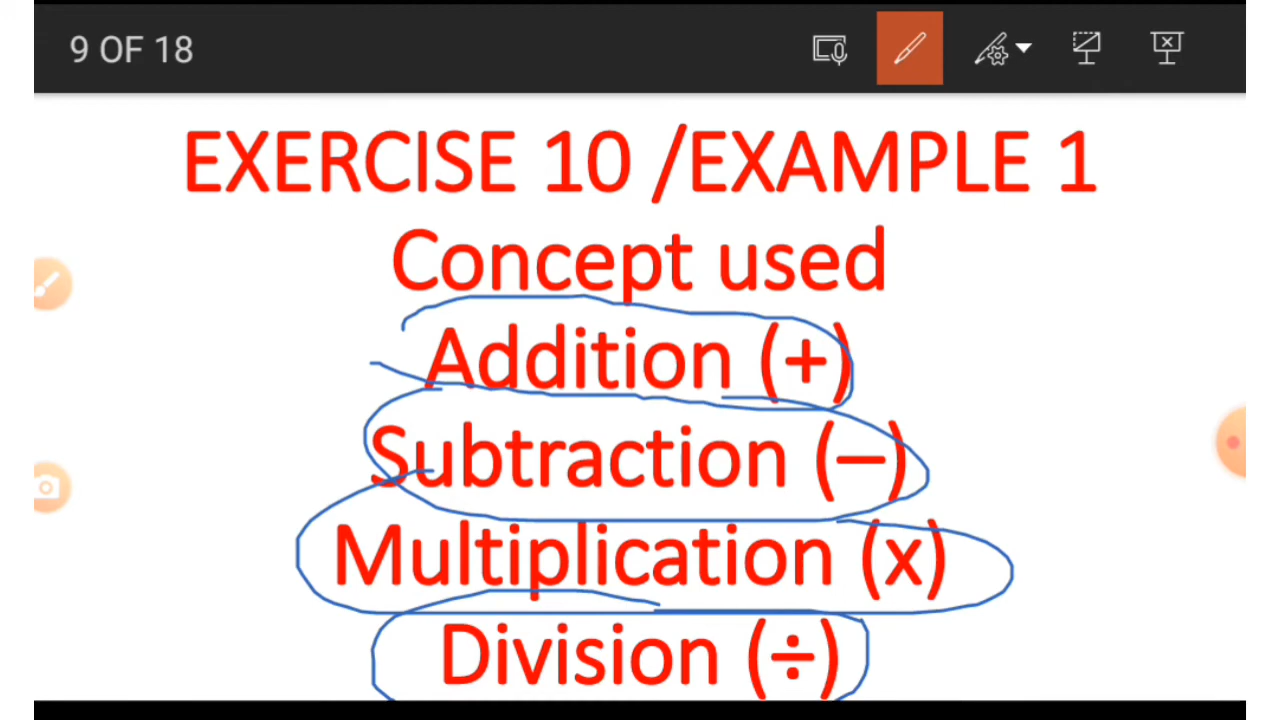 9 OF 18
EXERCISE 10 /EXAMPLE 1
Concept used
Addition (+)
Subtraction (–)
Multiplication (x)
Division (÷)